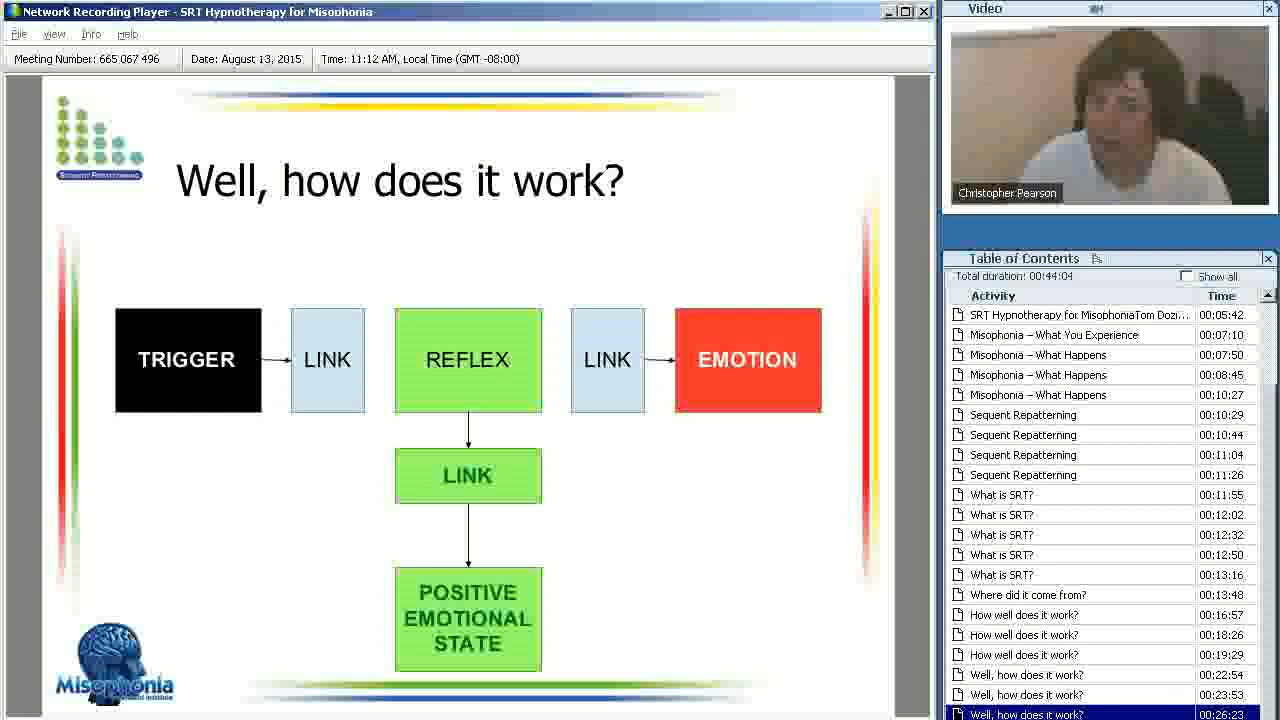 Network Recording Player - SRT Hypnotherapy for Misophonia
File View Info Help
Meeting Number: 665 067 496 Date: August 13, 2015 Time: 11:12 AM, Local Time (GMT -08:00)
SEQUENT REPATTERNING
Well, how does it work?
TRIGGER LINK REFLEX LINK EMOTION
LINK
POSITIVE
EMOTIONAL
STATE
Misophonia
Video
Christopher Pearson
Table of Contents
Total duration: 00:44:04 Show all
Activity Time
SRT Hypnotherapy for MisophoniaTom Dozi... 00:05:42
Misophonia – What You Experience 00:07:10
Misophonia – What Happens 00:07:50
Misophonia – What Happens 00:08:45
Misophonia – What Happens 00:10:27
Sequent Repatterning 00:10:29
Sequent Repatterning 00:10:44
Sequent Repatterning 00:11:04
Sequent Repatterning 00:11:26
What is SRT? 00:11:55
What is SRT? 00:12:02
What is SRT? 00:12:32
What is SRT? 00:12:50
What is SRT? 00:13:16
Where did it come from? 00:13:48
How well does it work? 00:16:57
How well does it work? 00:18:26
How well does it work? 00:19:29
Well, how does it work? 00:22:54
Well, how does it work? 00:23:53
Well, how does it work? 00:26:23